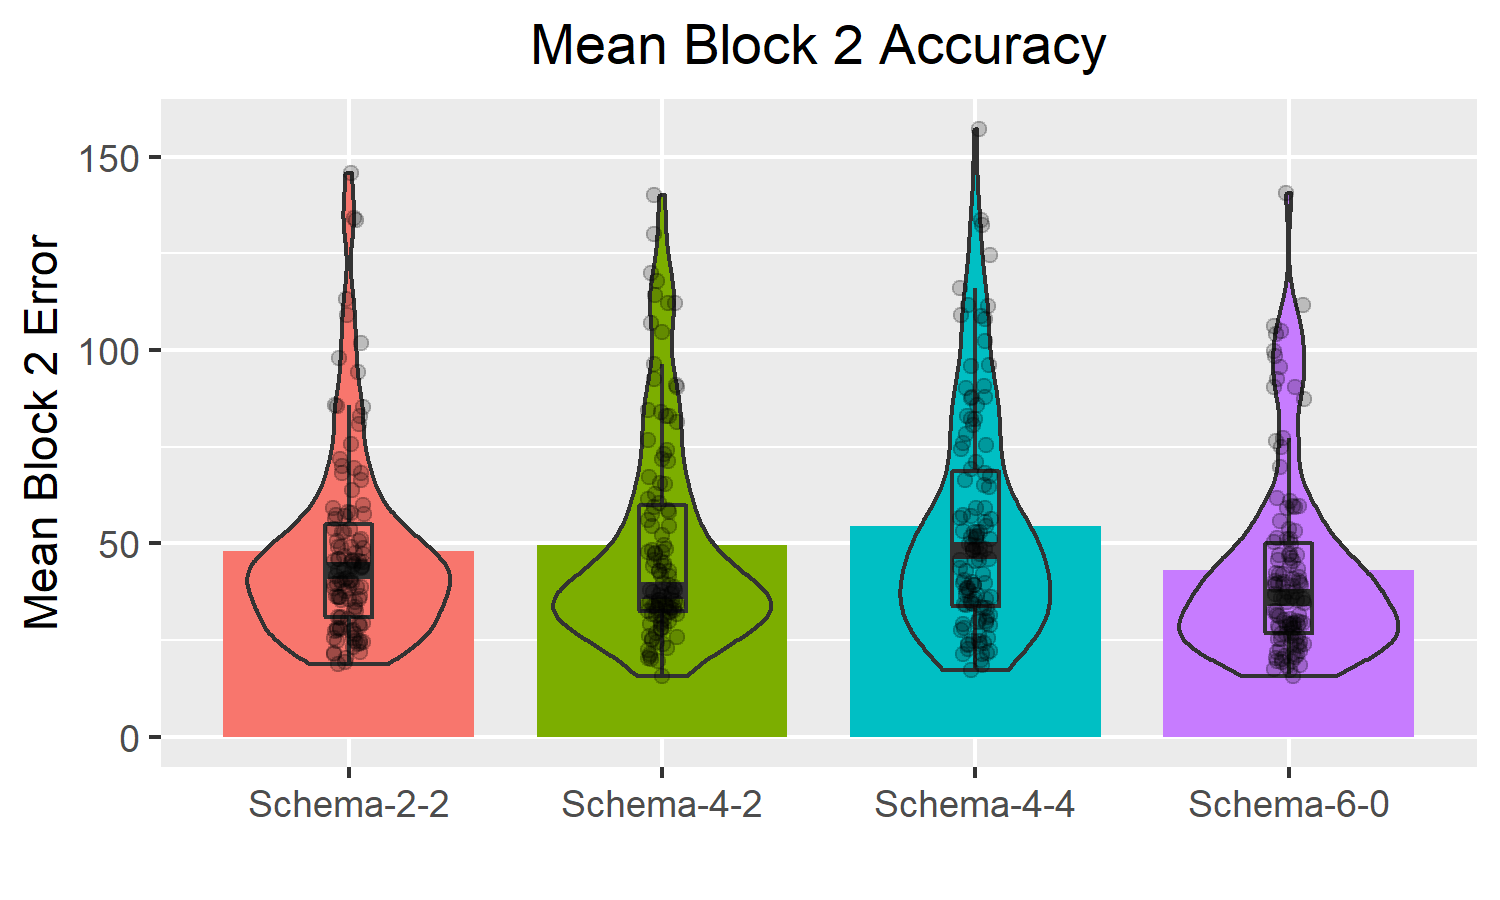 Mean Block 2 Accuracy
Mean Block 2 Error
150
100
50
0
Schema-2-2 Schema-4-2 Schema-4-4 Schema-6-0